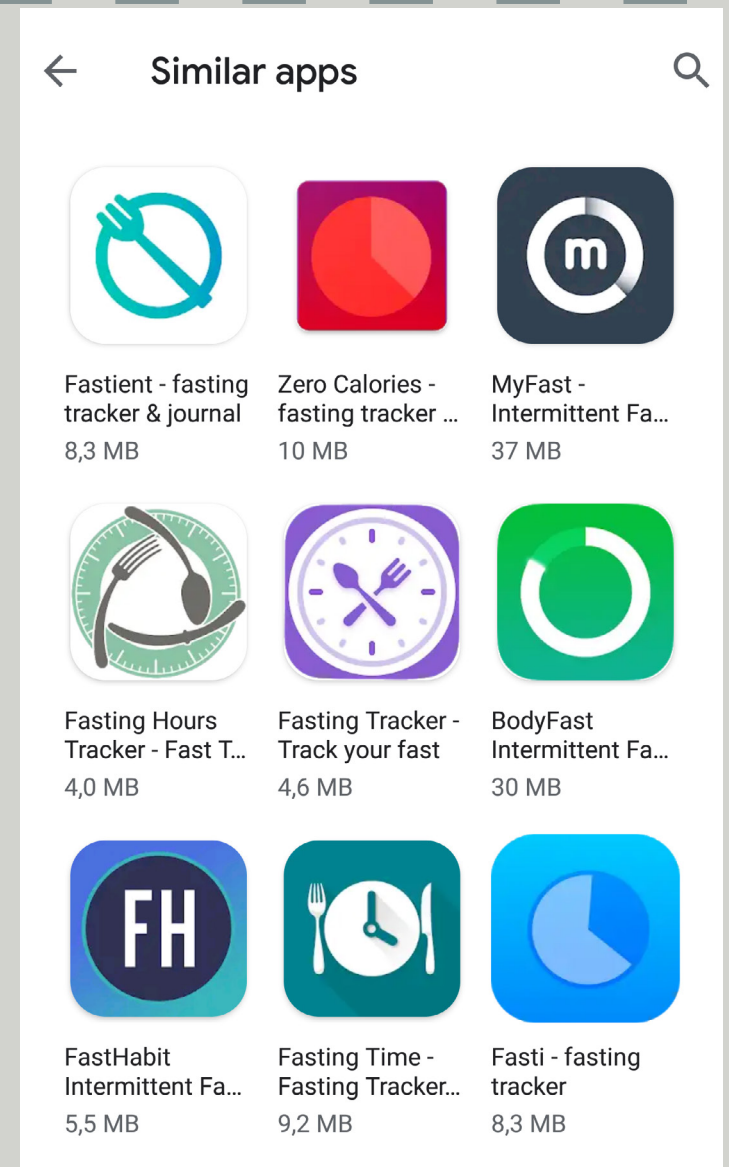 Similar apps
m
Fastient - fasting
tracker & journal
8,3 MB
Zero Calories -
fasting tracker ...
10 MB
MyFast -
Intermittent Fa...
37 MB
Fasting Hours
Tracker - Fast T...
4,0 MB
Fasting Tracker -
Track your fast
4,6 MB
BodyFast
Intermittent Fa...
30 MB
FH
FastHabit
Intermittent Fa...
5,5 MB
Fasting Time -
Fasting Tracker...
9,2 MB
Fasti - fasting
tracker
8,3 MB